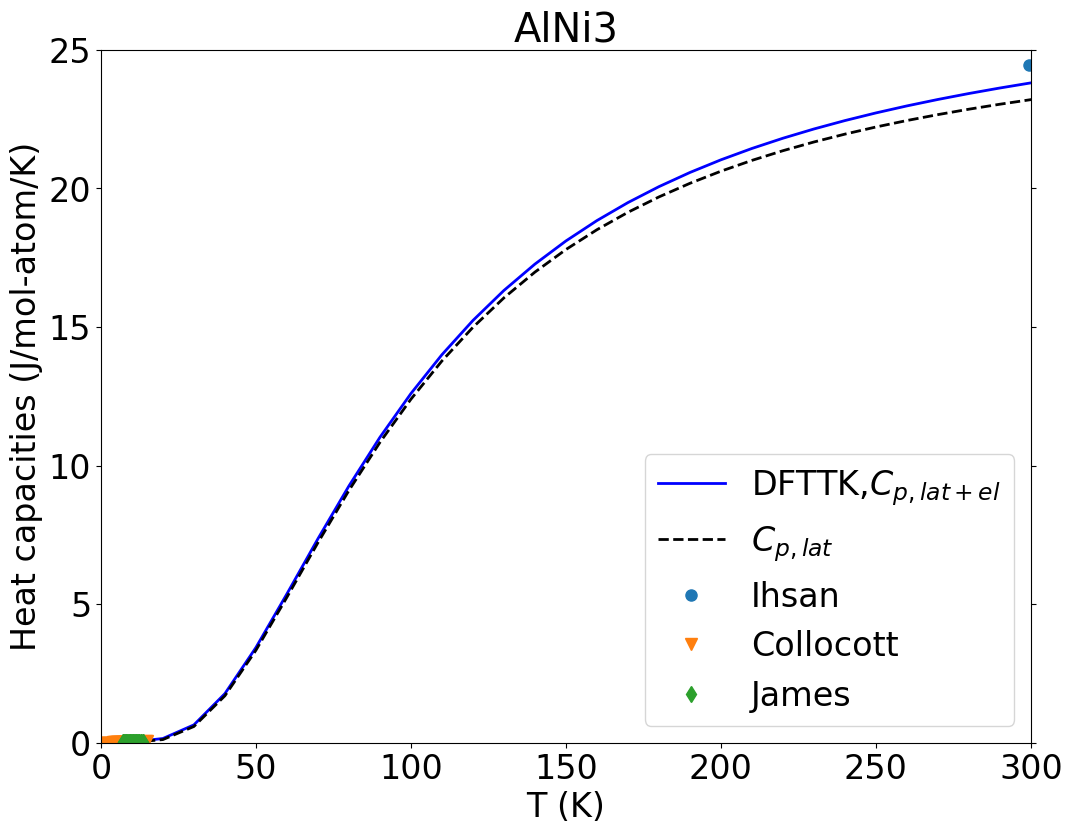 AlNi3
Heat capacities (J/mol-atom/K)
25
20
15
10
5
0
0 50 100 150 200 250 300
T (K)
DFTTK,C_{p, lat+el}
C_{p, lat}
Ihsan
Collocott
James